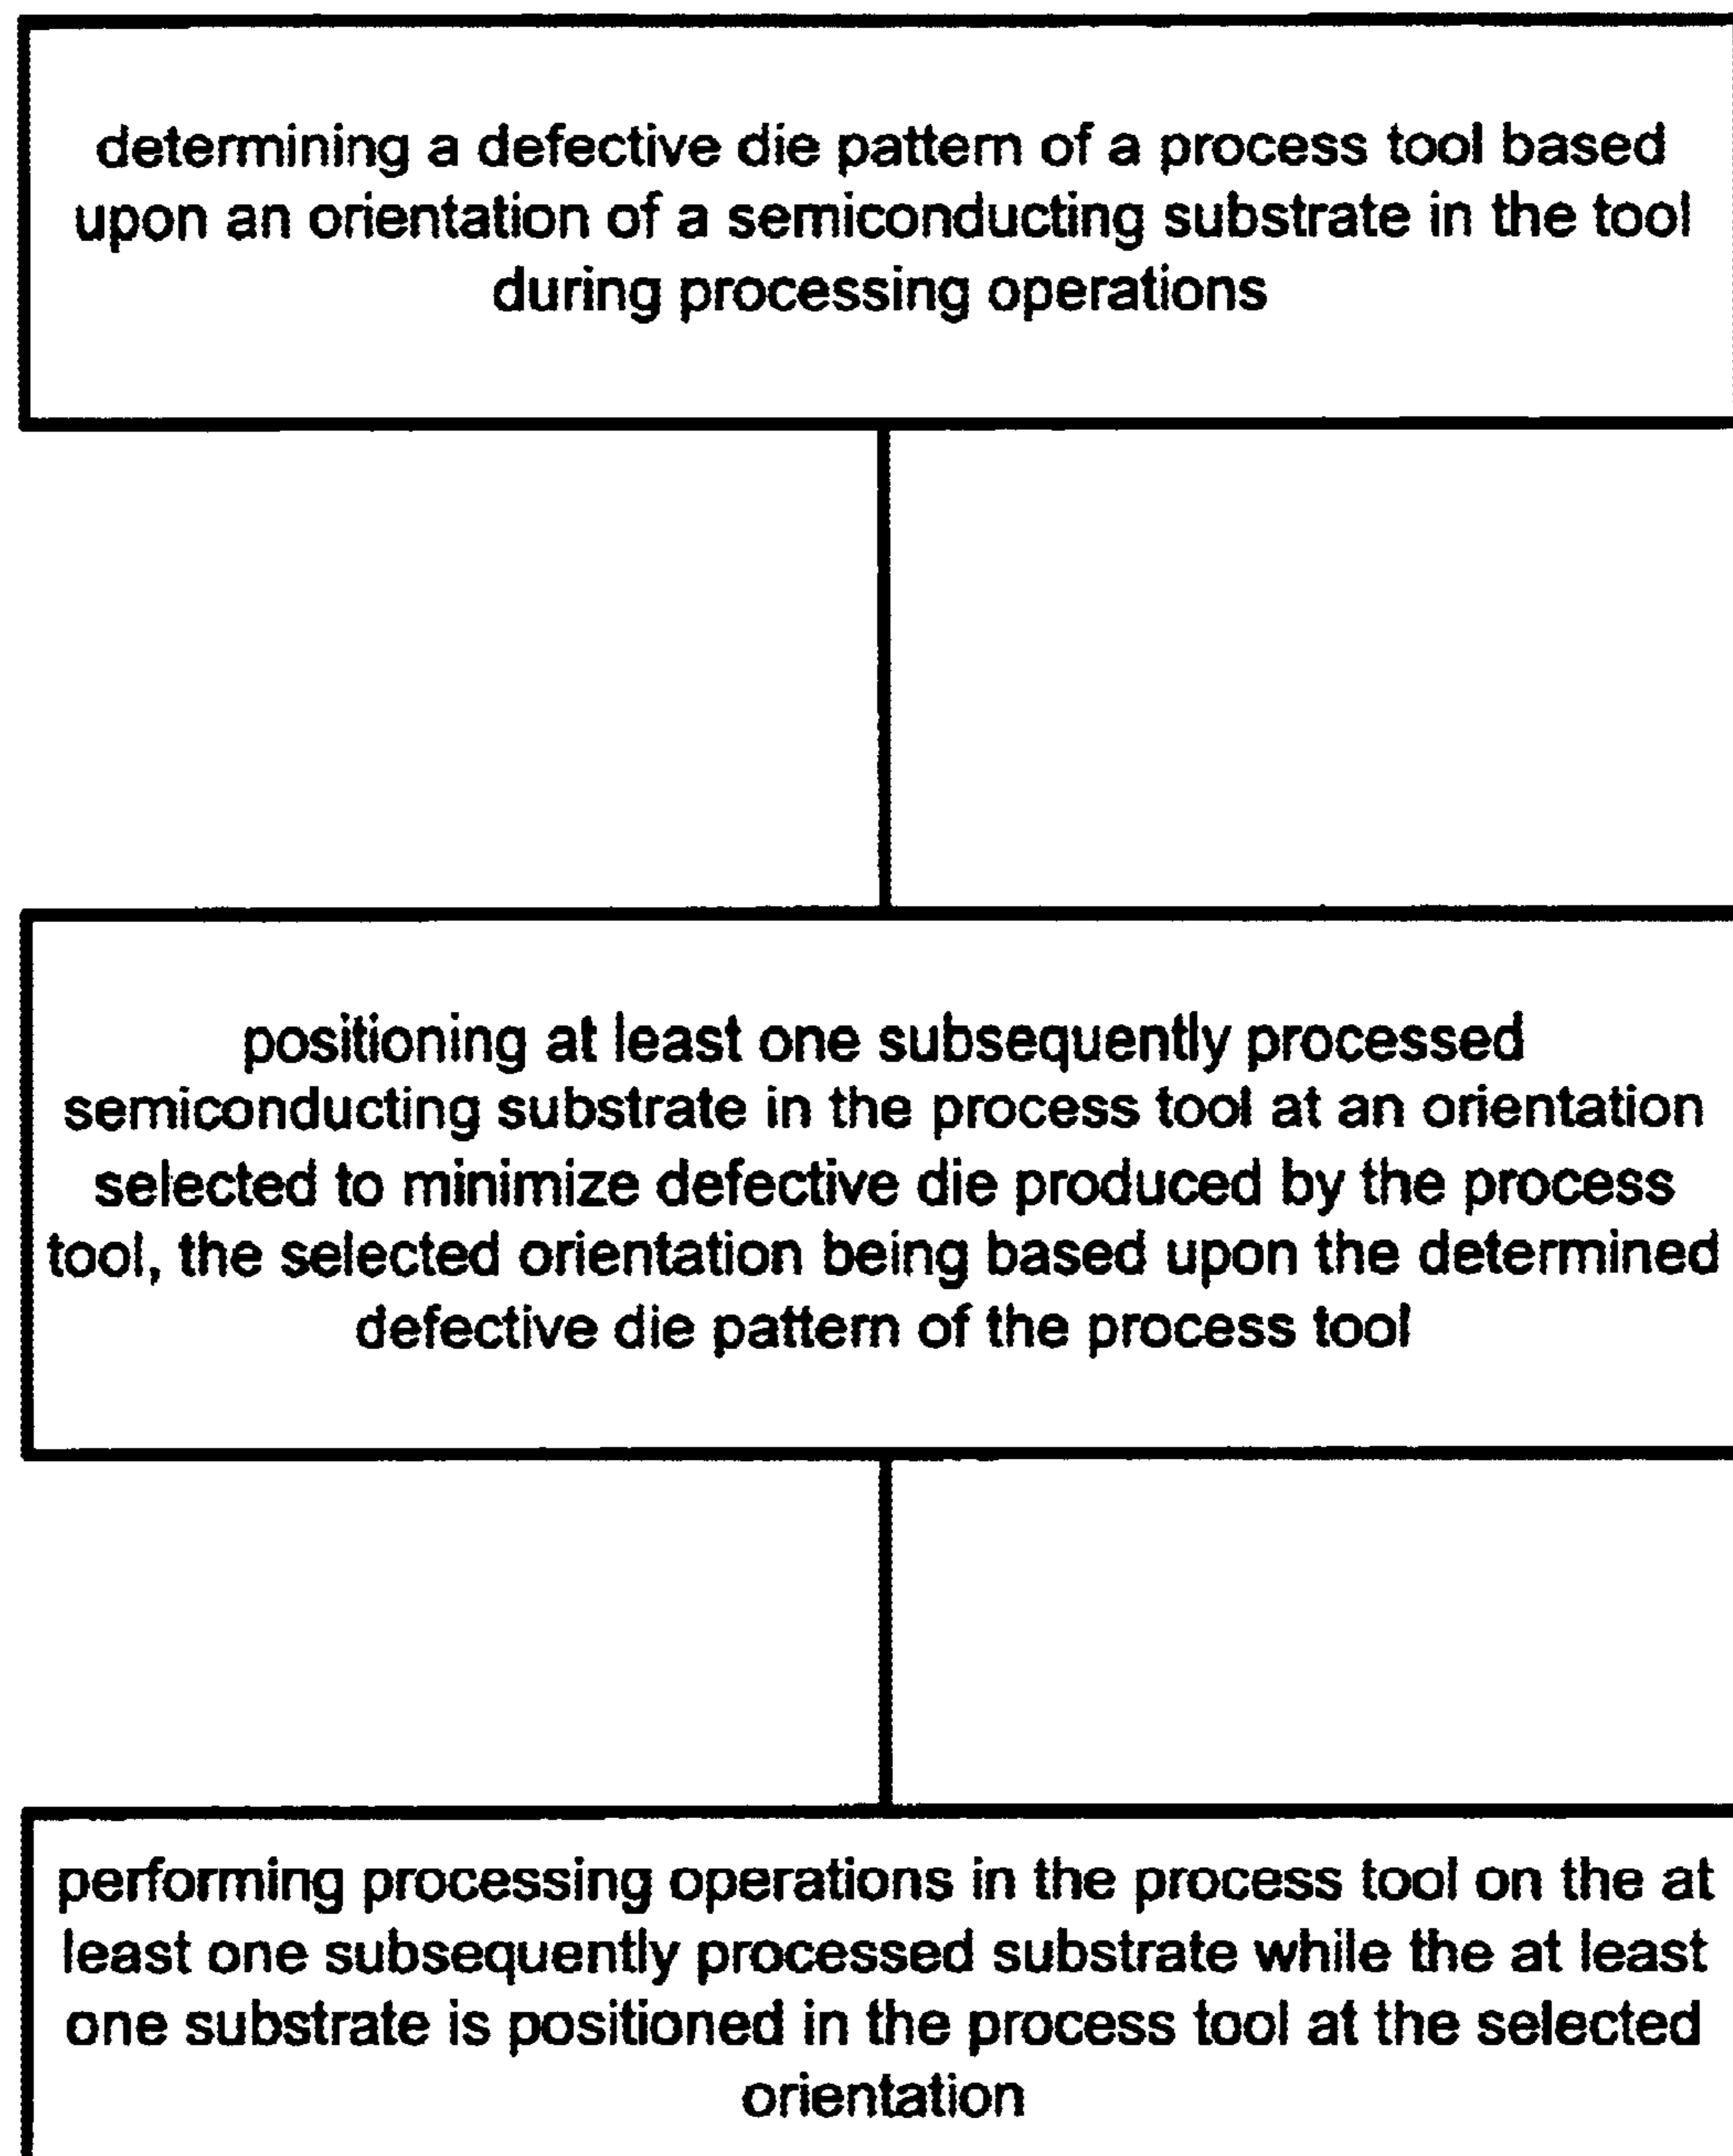 determining a defective die pattern of a process tool based
upon an orientation of a semiconducting substrate in the tool
during processing operations
positioning at least one subsequently processed
semiconducting substrate in the process tool at an orientation
selected to minimize defective die produced by the process
tool, the selected orientation being based upon the determined
defective die pattern of the process tool
performing processing operations in the process tool on the at
least one subsequently processed substrate while the at least
one substrate is positioned in the process tool at the selected
orientation